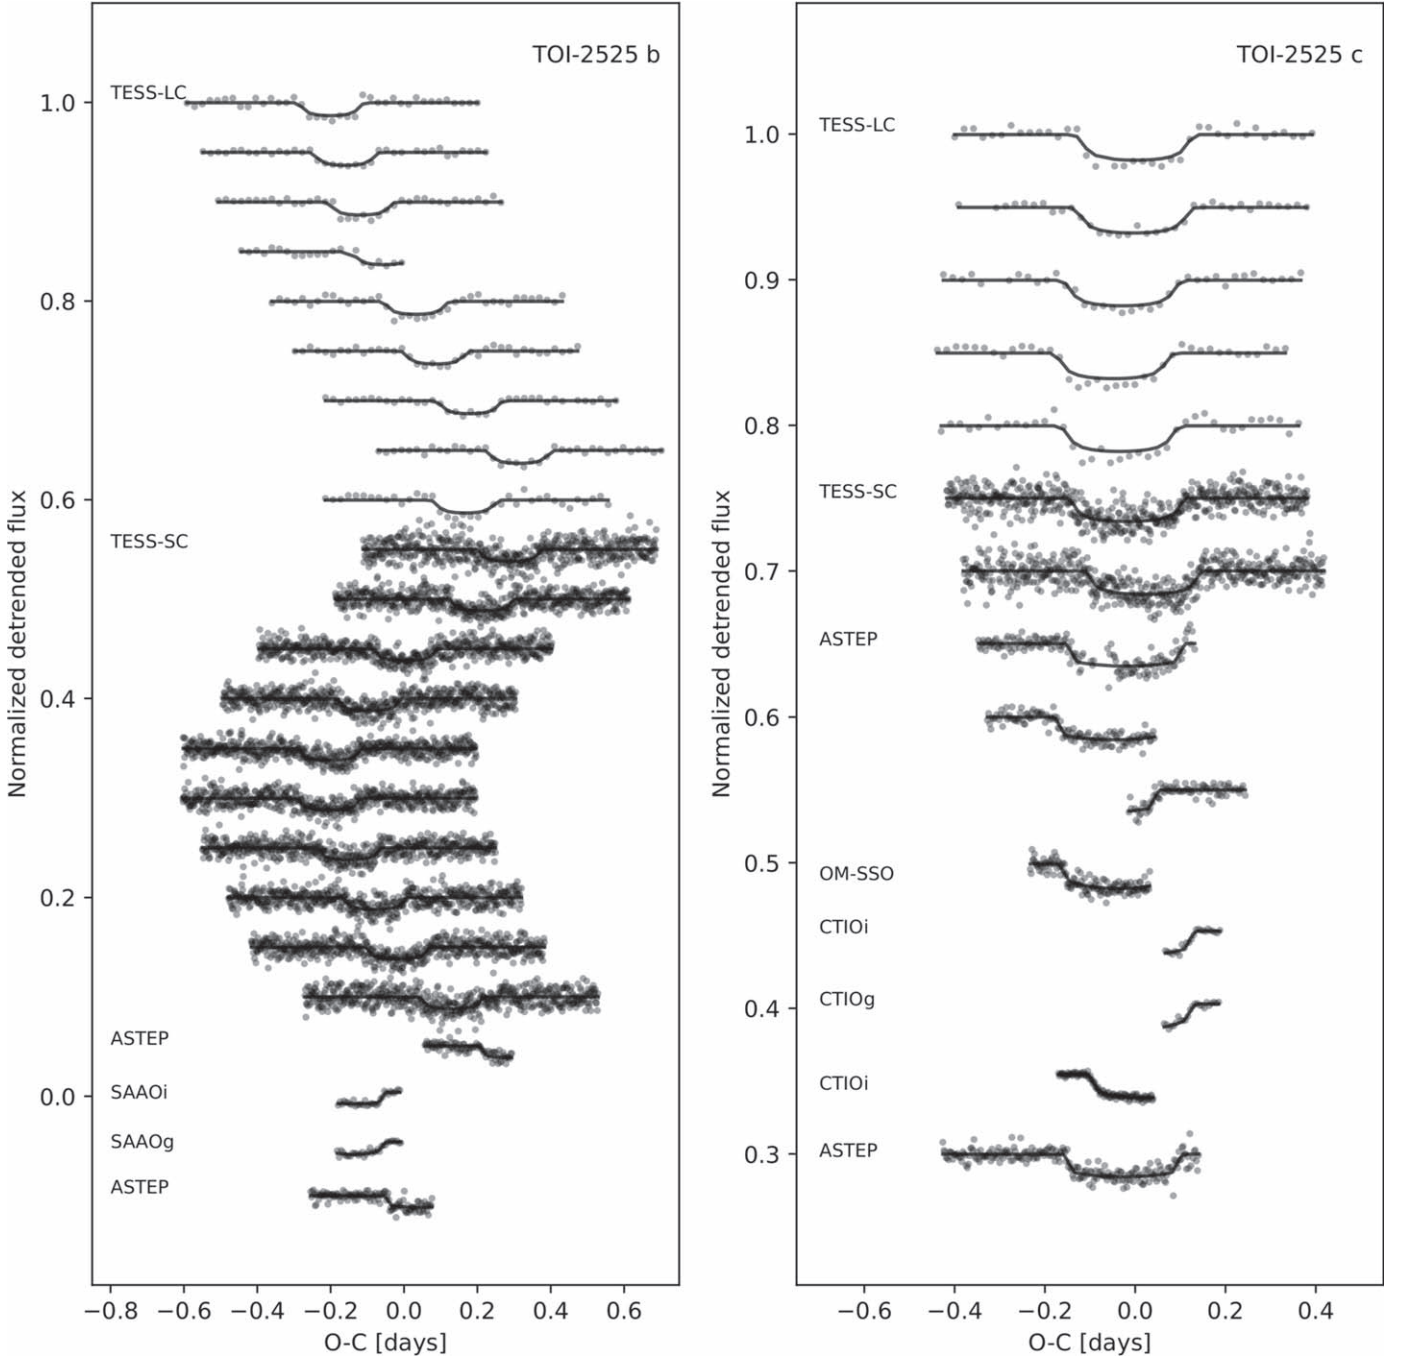 TOI-2525 b
TESS-LC
1.0
0.8
0.6
TESS-SC
0.4
0.2
ASTEP
SAAOi
0.0
SAAOg
ASTEP
Normalized detrended flux
−0.8 −0.6 −0.4 −0.2 0.0 0.2 0.4 0.6
O-C [days]
TOI-2525 c
TESS-LC
1.0
0.9
0.8
TESS-SC
0.7
ASTEP
0.6
0.5
OM-SSO
CTIOi
CTIOg
0.4
CTIOi
ASTEP
0.3
Normalized detrended flux
−0.6 −0.4 −0.2 0.0 0.2 0.4
O-C [days]